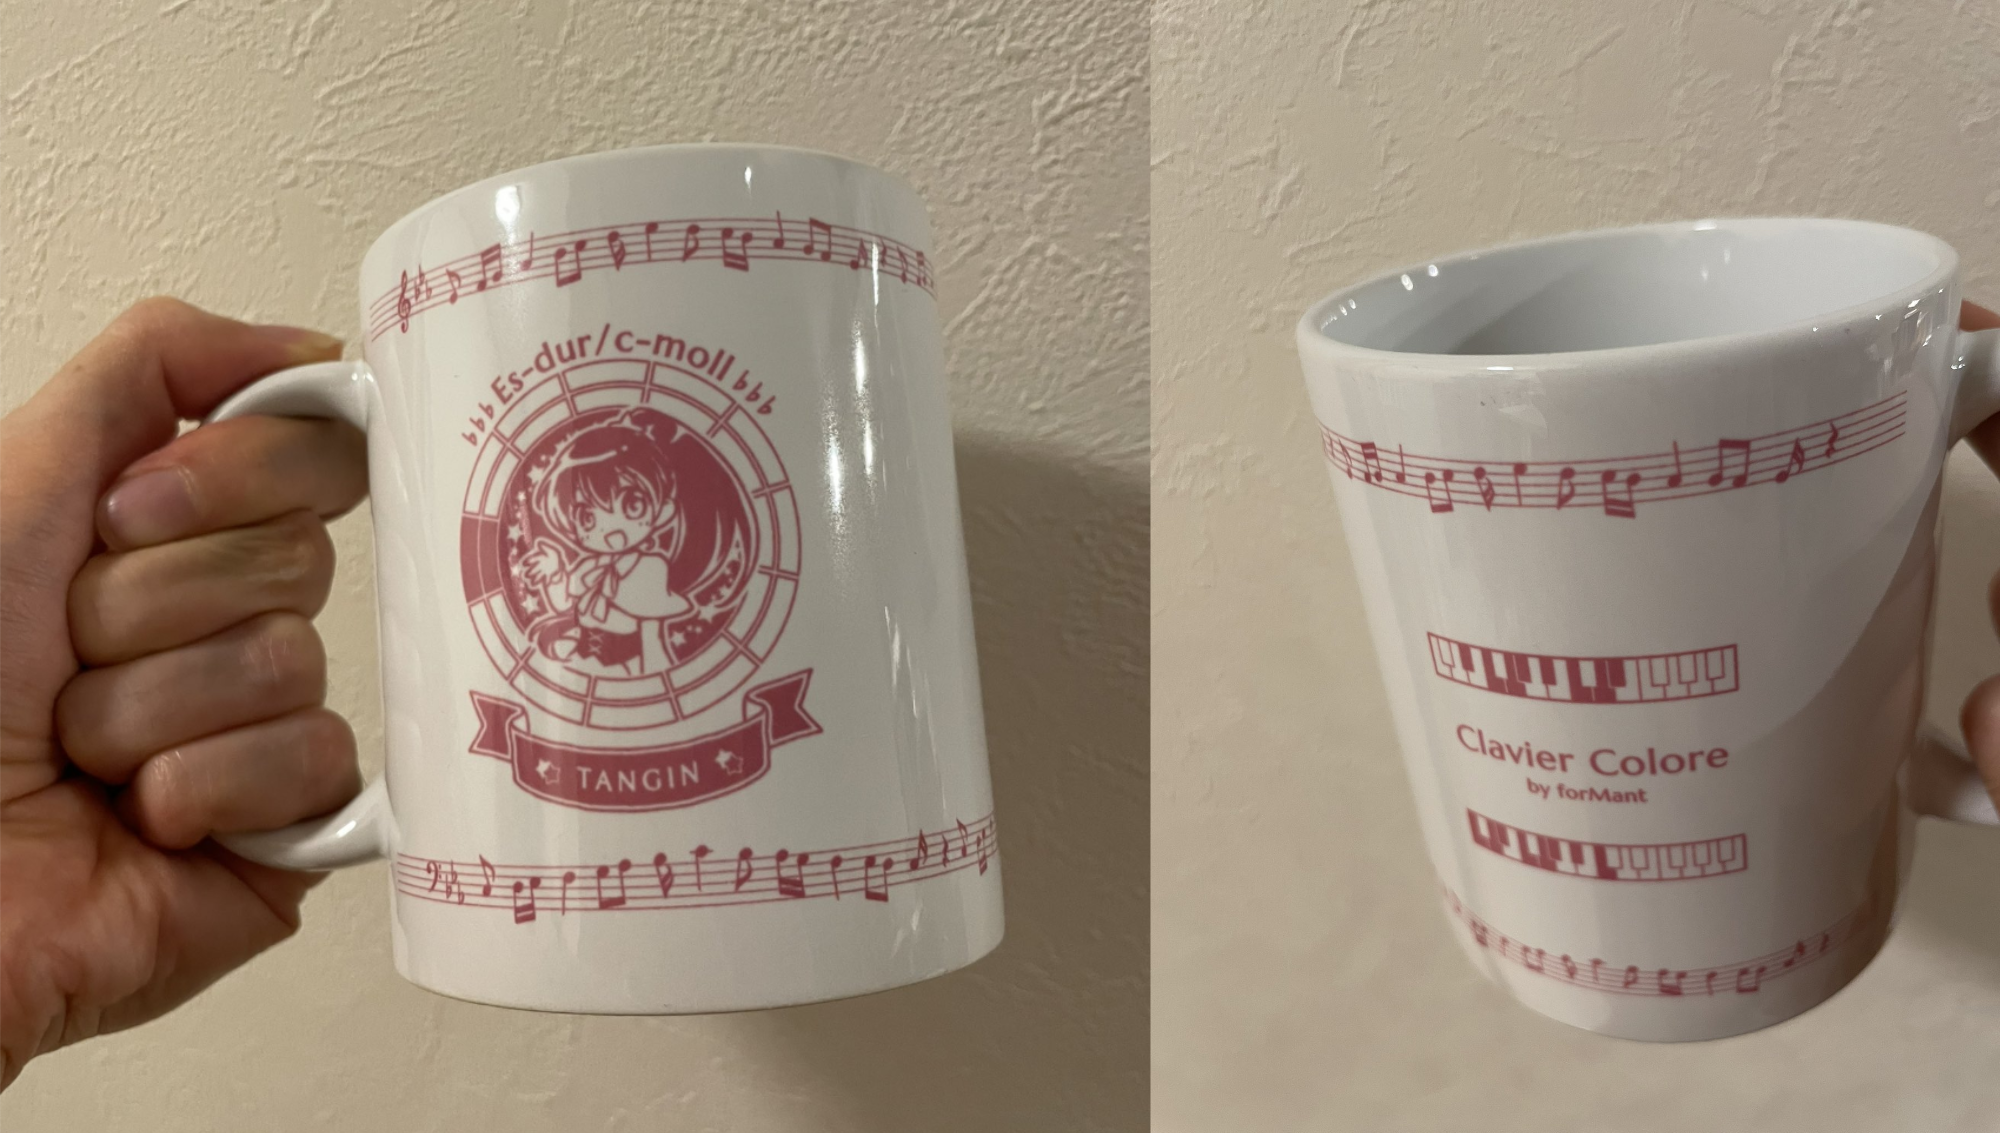 ♭♭♭ Es-dur/c-moll ♭♭♭
TANGIN
Clavier Colore
by forMant